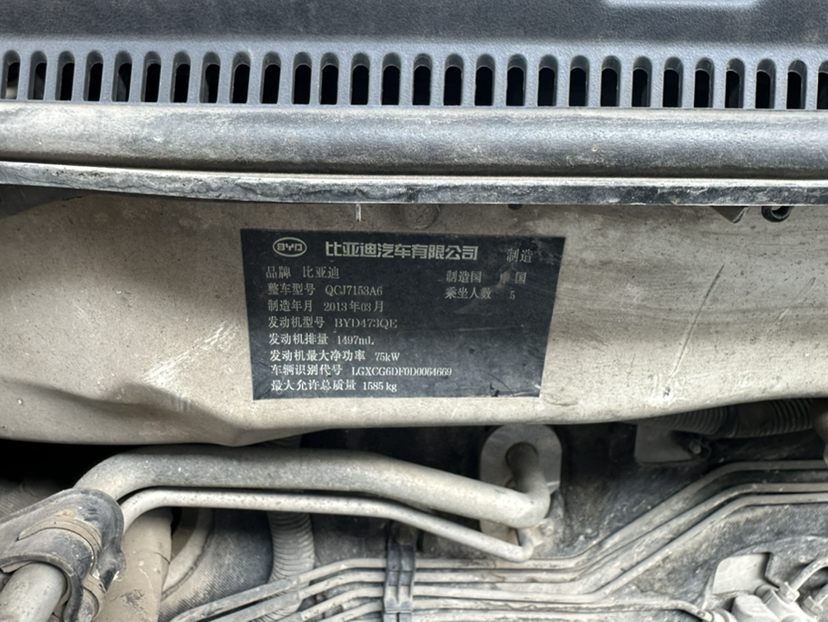 BYD 比亚迪汽车有限公司 制造
品牌 比亚迪 制造国 中国
整车型号 QCJ7153A6 乘坐人数 5
制造年月 2013年03月
发动机型号 BYD473QE
发动机排量 1497mL
发动机最大净功率 75kW
车辆识别代号 LGXCG6DF0D0064669
最大允许总质量 1585kg